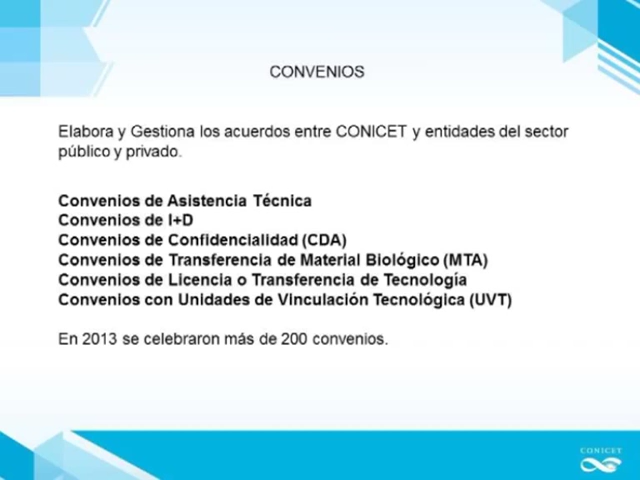 CONVENIOS
Elabora y Gestiona los acuerdos entre CONICET y entidades del sector
público y privado.
Convenios de Asistencia Técnica
Convenios de I+D
Convenios de Confidencialidad (CDA)
Convenios de Transferencia de Material Biológico (MTA)
Convenios de Licencia o Transferencia de Tecnología
Convenios con Unidades de Vinculación Tecnológica (UVT)
En 2013 se celebraron más de 200 convenios.
CONICET